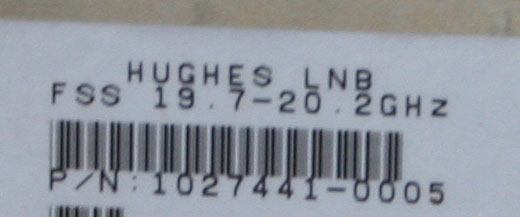 HUGHES LNB
FSS 19.7-20.2GHz
P/N:1027441-0005